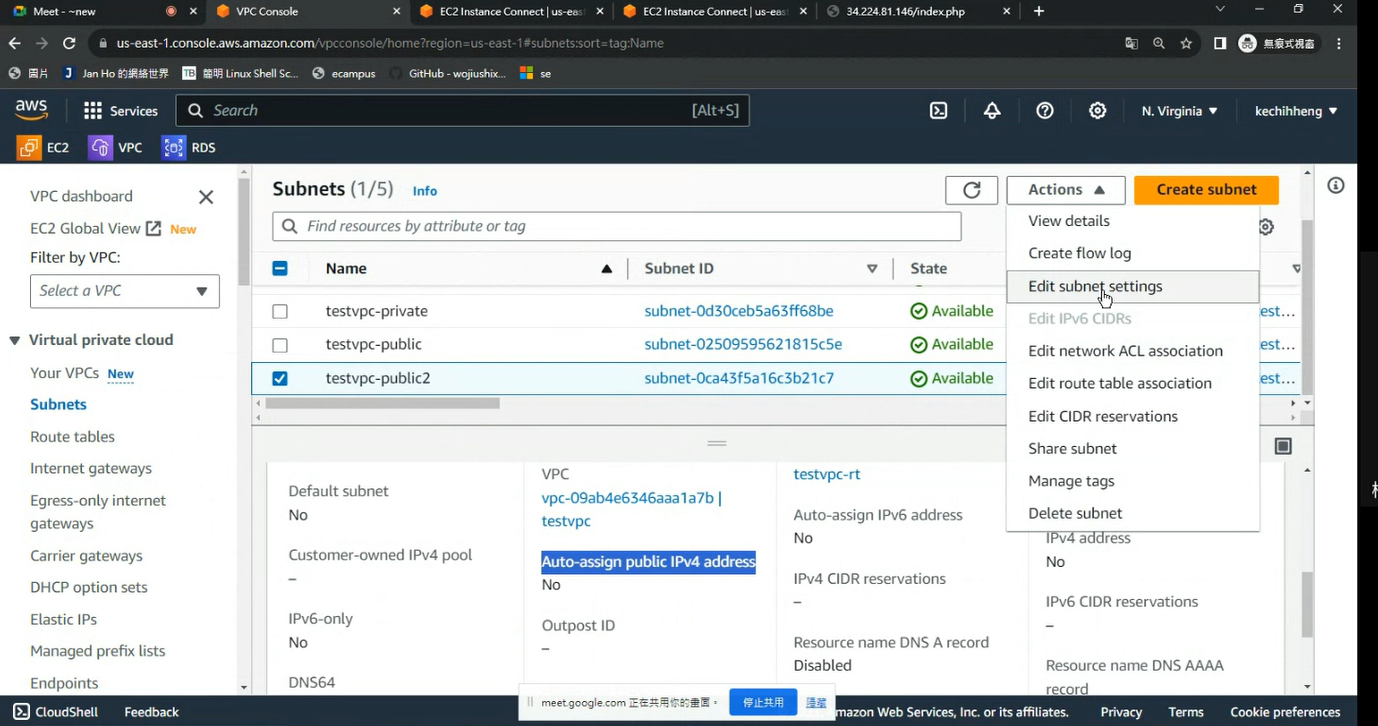 Meet - ~new
VPC Console
EC2 Instance Connect | us-east
EC2 Instance Connect | us-east
34.224.81.146/index.php
us-east-1.console.aws.amazon.com/vpcconsole/home?region=us-east-1#subnets:sort=tag:Name
無痕式視窗
圖片
Jan Ho 的網絡世界
TB 簡明 Linux Shell Sc...
ecampus
GitHub - wojiushix...
se
aws
Services
Search
[Alt+S]
N. Virginia
kechihheng
EC2
VPC
RDS
VPC dashboard
EC2 Global View New
Filter by VPC:
Select a VPC
Virtual private cloud
Your VPCs New
Subnets
Route tables
Internet gateways
Egress-only internet
gateways
Carrier gateways
DHCP option sets
Elastic IPs
Managed prefix lists
Endpoints
Subnets (1/5) Info
Actions
Create subnet
Find resources by attribute or tag
Name
Subnet ID
State
testvpc-private
subnet-0d30ceb5a63ff68be
Available
est...
testvpc-public
subnet-02509595621815c5e
Available
est...
testvpc-public2
subnet-0ca43f5a16c3b21c7
Available
est...
View details
Create flow log
Edit subnet settings
Edit IPv6 CIDRs
Edit network ACL association
Edit route table association
Edit CIDR reservations
Share subnet
Manage tags
Delete subnet
Default subnet
No
Customer-owned IPv4 pool
–
IPv6-only
No
DNS64
VPC
vpc-09ab4e6346aaa1a7b |
testvpc
Auto-assign public IPv4 address
No
Outpost ID
–
testvpc-rt
Auto-assign IPv6 address
No
IPv4 CIDR reservations
–
Resource name DNS A record
Disabled
IPv4 address
No
IPv6 CIDR reservations
–
Resource name DNS AAAA
record
meet.google.com 正在共用你的畫面。
停止共用
隱藏
CloudShell
Feedback
mazon Web Services, Inc. or its affiliates.
Privacy
Terms
Cookie preferences